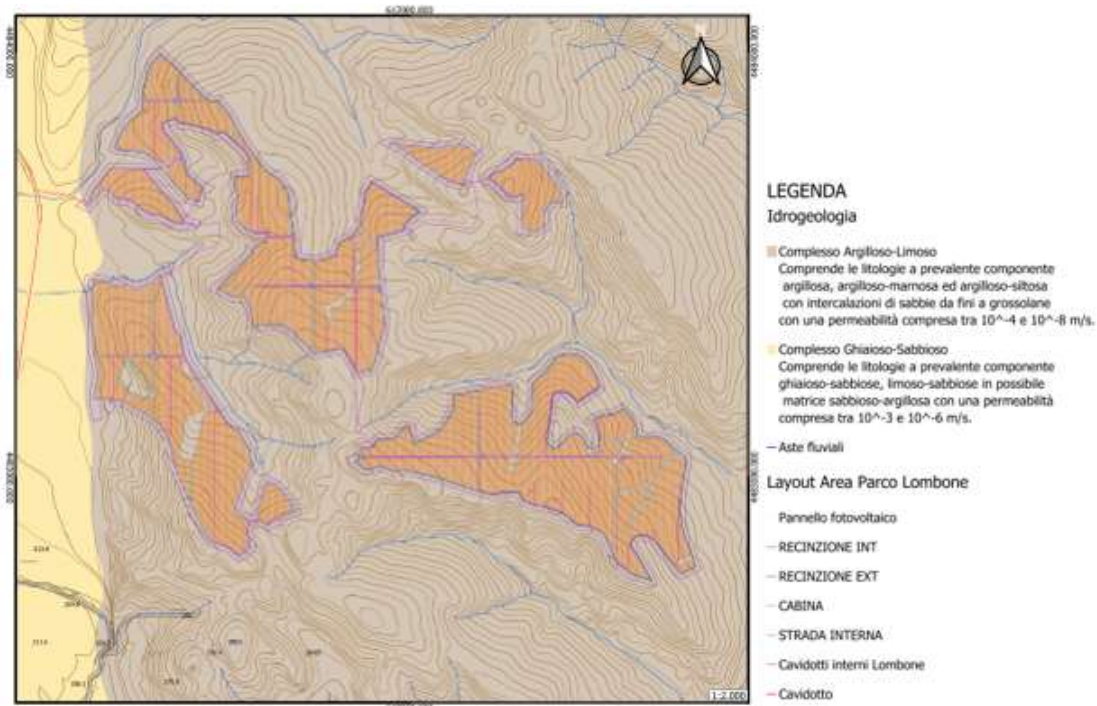 LEGENDA
Idrogeologia
Complesso Argilloso-Limoso
Comprende le litologie a prevalente componente
argillosa, argilloso-marnosa ed argilloso-siltosa
con intercalazioni di sabbie da fini a grossolane
con una permeabilità compresa tra 10^-4 e 10^-8 m/s.
Complesso Ghiaioso-Sabbioso
Comprende le litologie a prevalente componente
ghiaioso-sabbiose, limoso-sabbiose in possibile
matrice sabbioso-argillosa con una permeabilità
compresa tra 10^-3 e 10^-6 m/s.
Aste fluviali
Layout Area Parco Lombone
Pannello fotovoltaico
RECINZIONE INT
RECINZIONE EXT
CABINA
STRADA INTERNA
Cavidotti interni Lombone
Cavidotto
1:2.000